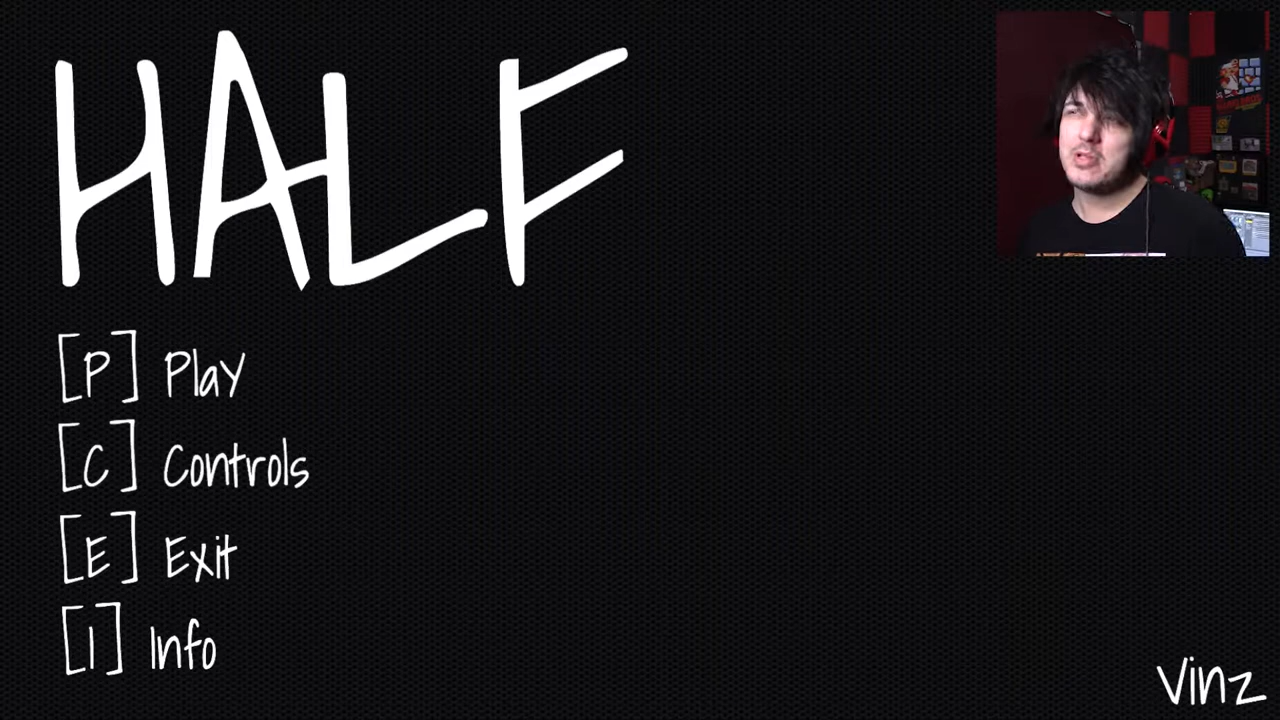 HALF
[P] Play
[C] Controls
[E] Exit
[I] Info
Vinz